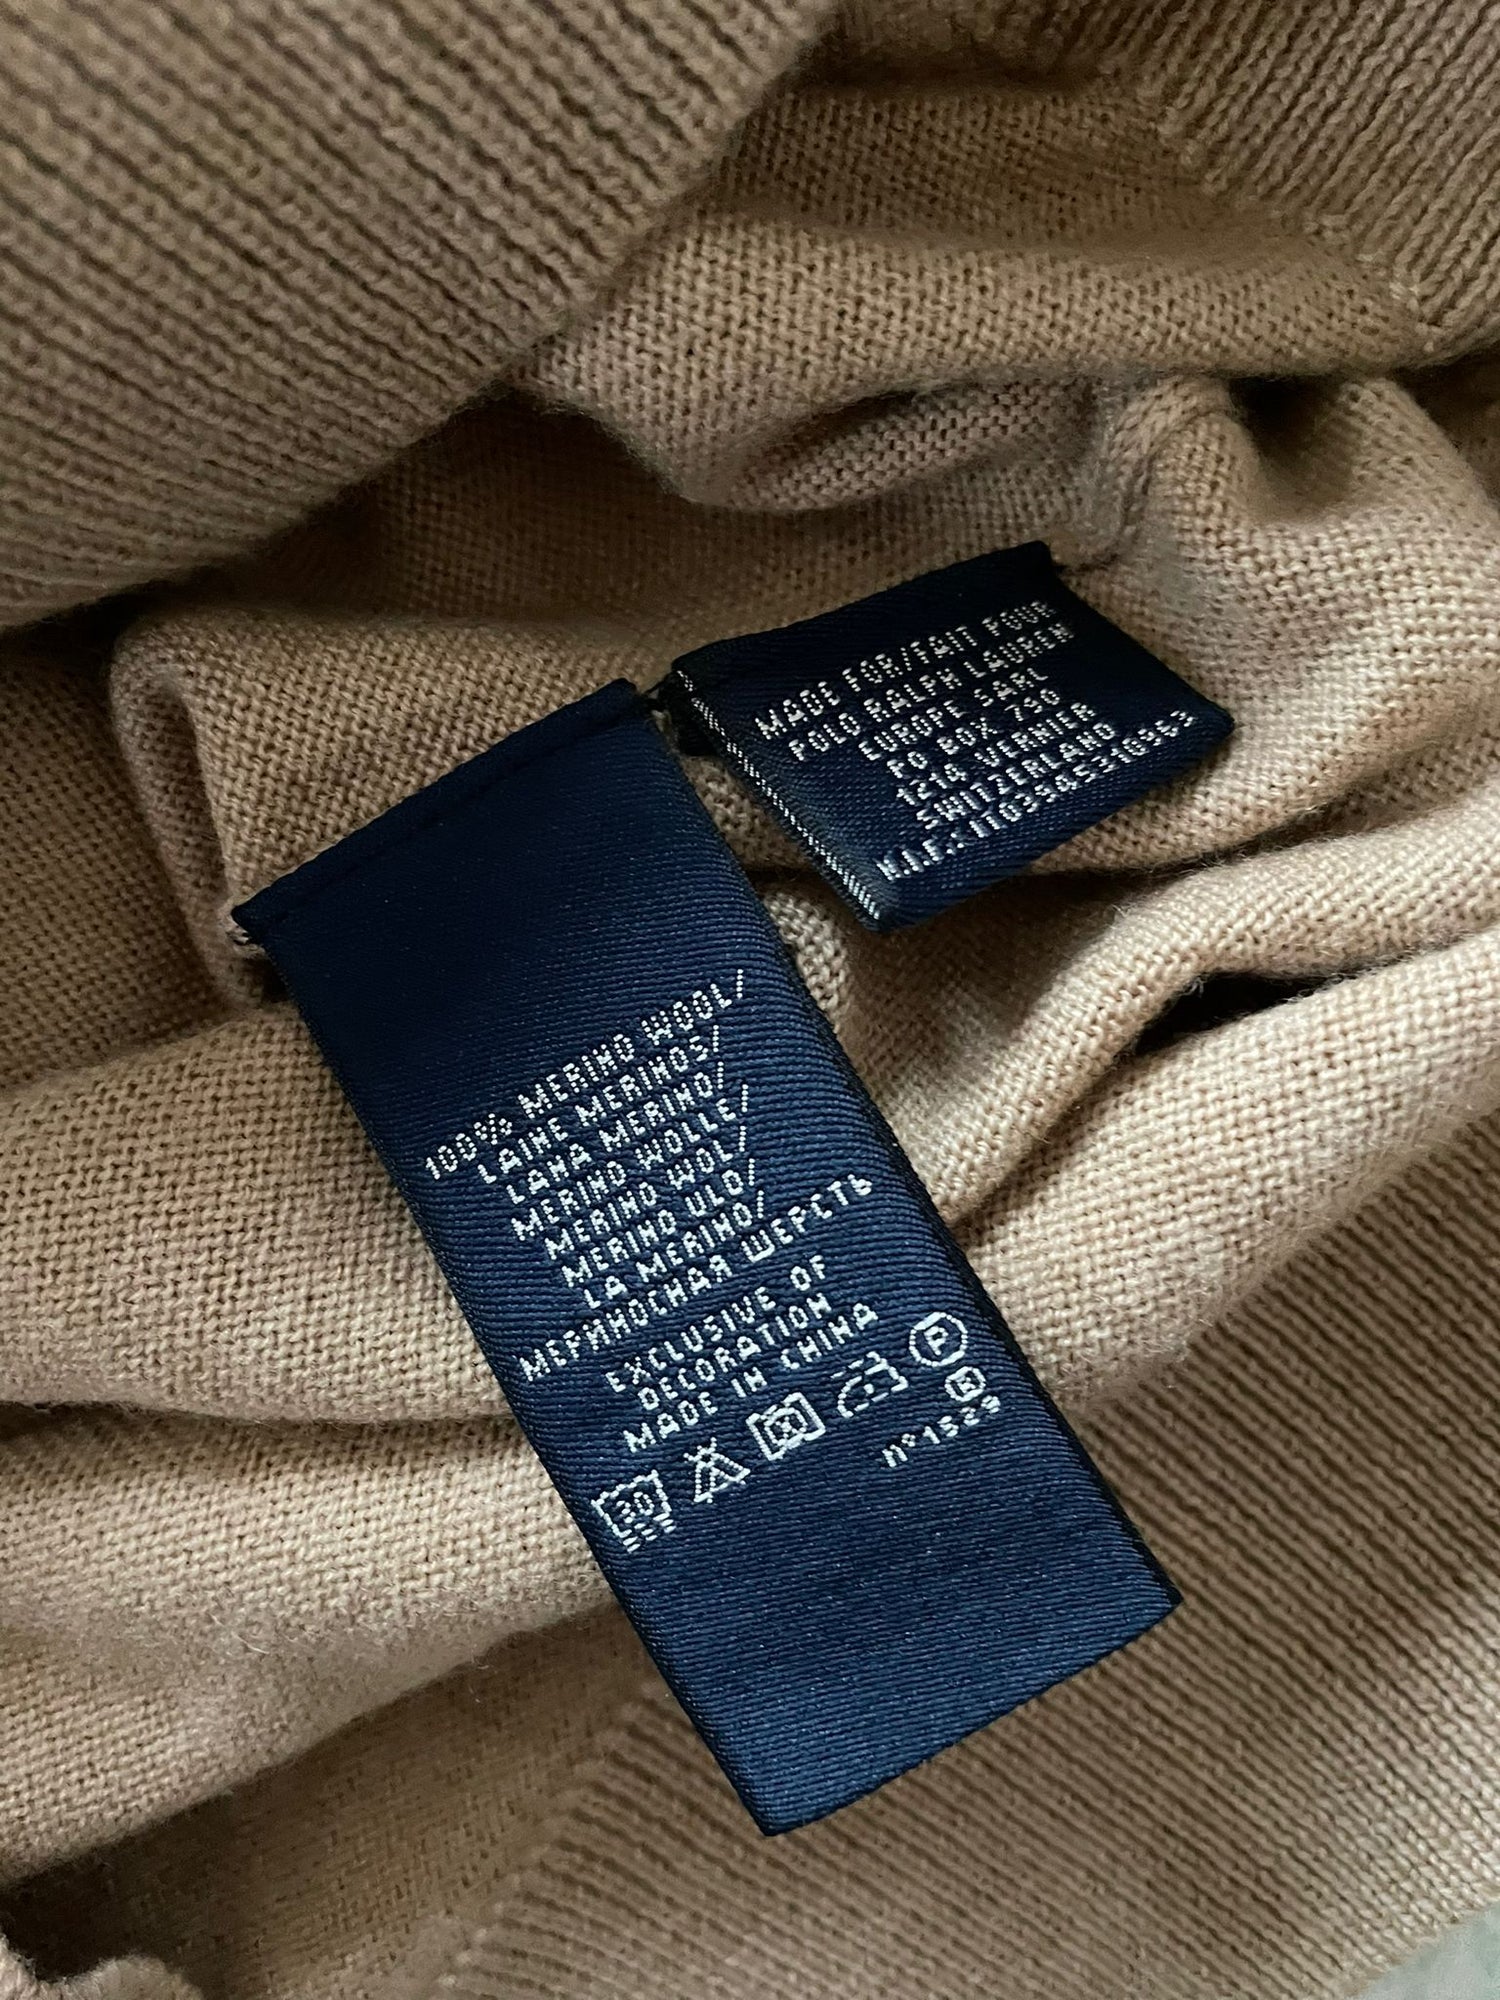 MADE FOR/FAIT POUR
POLO RALPH LAUREN
EUROPE SARL
PO BOX 790
1214 VERNIER
SWITZERLAND
100% MERINO WOOL/
LAINE MERINOS/
LANA MERINO/
MERINO WOLLE/
MERINO WOL/
MERINO ULD/
LA MERINO/
МЕРИНОСНАЯ ШЕРСТЬ
EXCLUSIVE OF
DECORATION
MADE IN CHINA
30
P
K
Nº1529